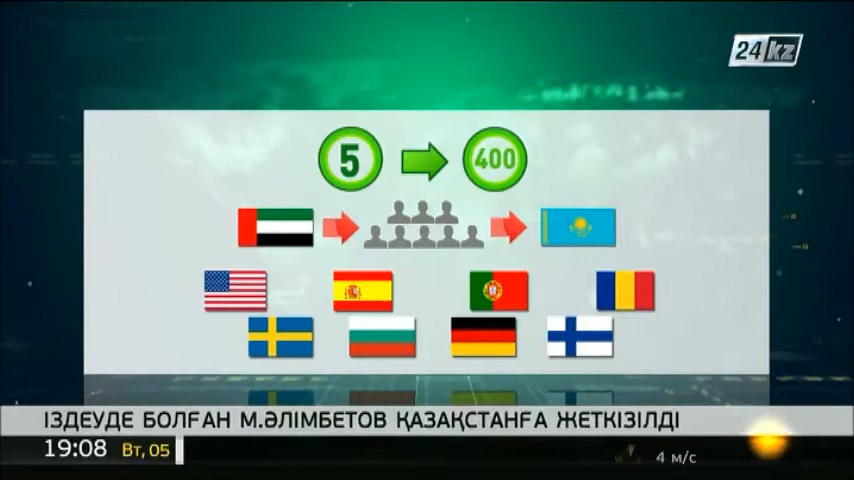 24kz
5
400
ІЗДЕУДЕ БОЛҒАН М.ӘЛІМБЕТОВ ҚАЗАҚСТАНҒА ЖЕТКІЗІЛДІ
19:08 Вт, 05
4 м/с